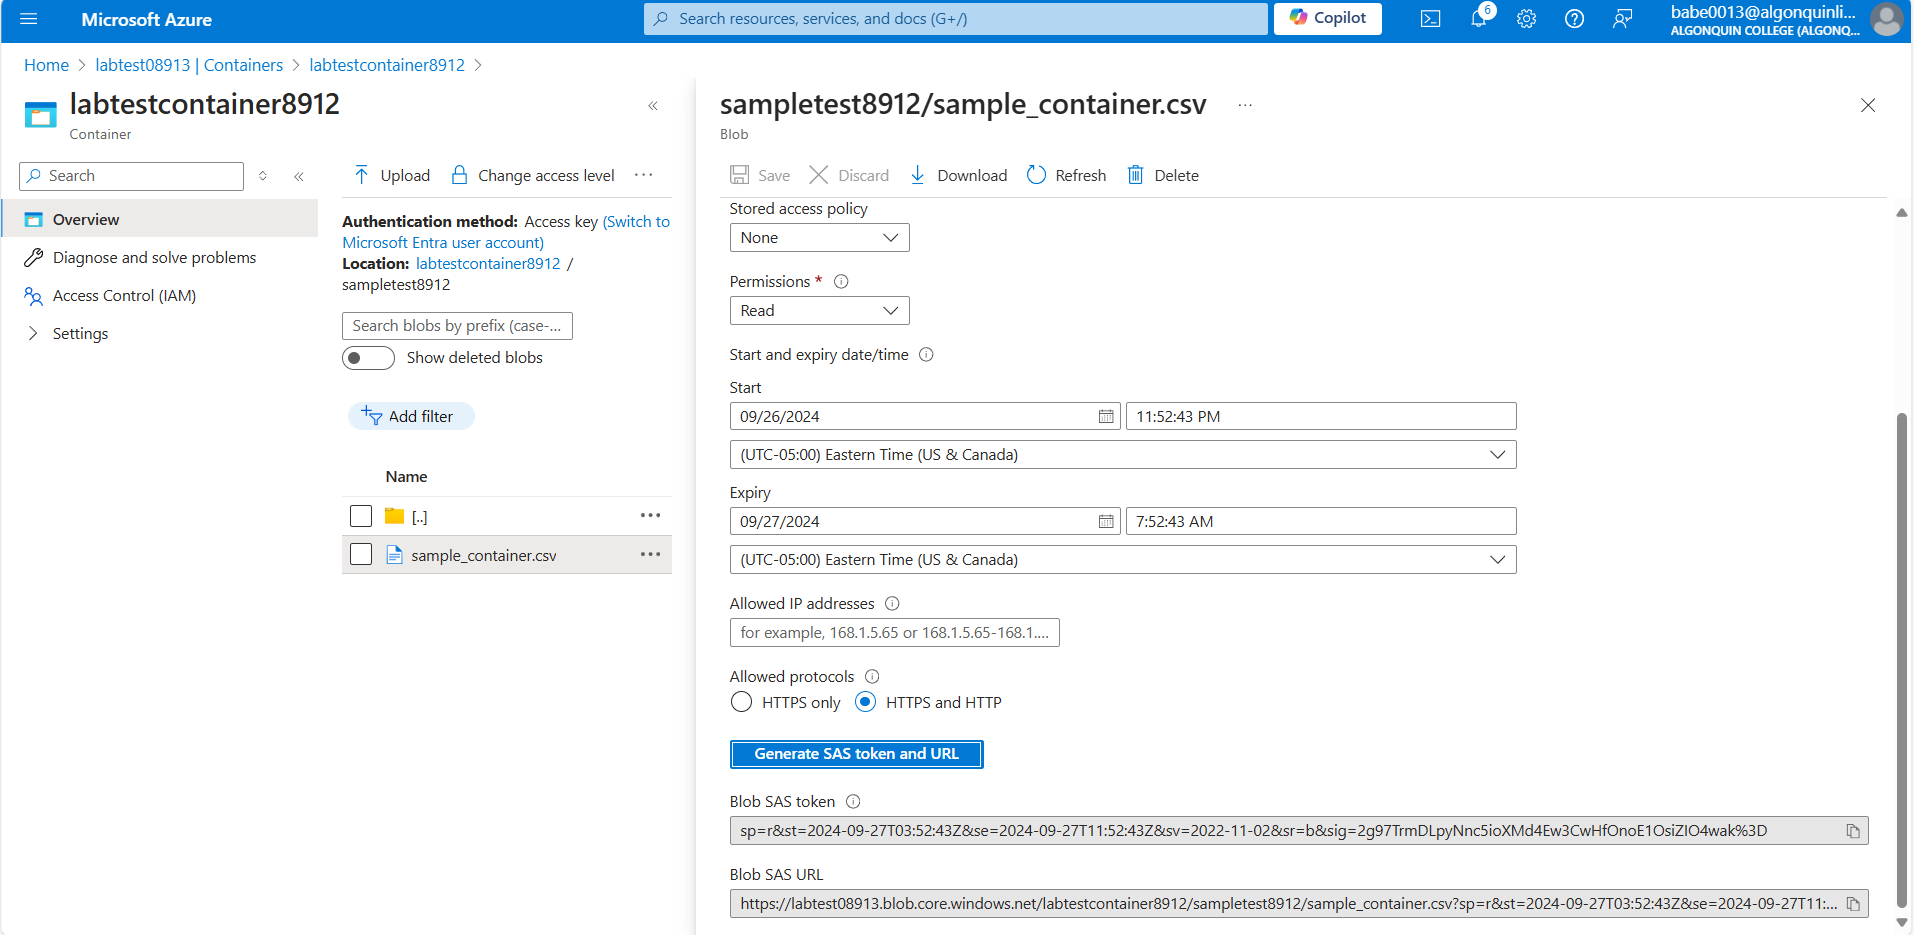 Microsoft Azure
Search resources, services, and docs (G+/)
Copilot
6
babe0013@algonquinli...
ALGONQUIN COLLEGE (ALGONQ...
Home > labtest08913 | Containers > labtestcontainer8912 >
labtestcontainer8912
Container
Search
Overview
Diagnose and solve problems
Access Control (IAM)
Settings
Upload
Change access level
Authentication method: Access key (Switch to
Microsoft Entra user account)
Location: labtestcontainer8912 /
sampletest8912
Search blobs by prefix (case-...
Show deleted blobs
Add filter
Name
[..]
sample_container.csv
sampletest8912/sample_container.csv
Blob
Save
Discard
Download
Refresh
Delete
Stored access policy
None
Permissions *
Read
Start and expiry date/time
Start
09/26/2024
11:52:43 PM
(UTC-05:00) Eastern Time (US & Canada)
Expiry
09/27/2024
7:52:43 AM
(UTC-05:00) Eastern Time (US & Canada)
Allowed IP addresses
for example, 168.1.5.65 or 168.1.5.65-168.1....
Allowed protocols
HTTPS only
HTTPS and HTTP
Generate SAS token and URL
Blob SAS token
sp=r&st=2024-09-27T03:52:43Z&se=2024-09-27T11:52:43Z&sv=2022-11-02&sr=b&sig=2g97TrmDLpyNnc5ioXMd4Ew3CwHfOnoE1OsiZIO4wak%3D
Blob SAS URL
https://labtest08913.blob.core.windows.net/labtestcontainer8912/sampletest8912/sample_container.csv?sp=r&st=2024-09-27T03:52:43Z&se=2024-09-27T11:...